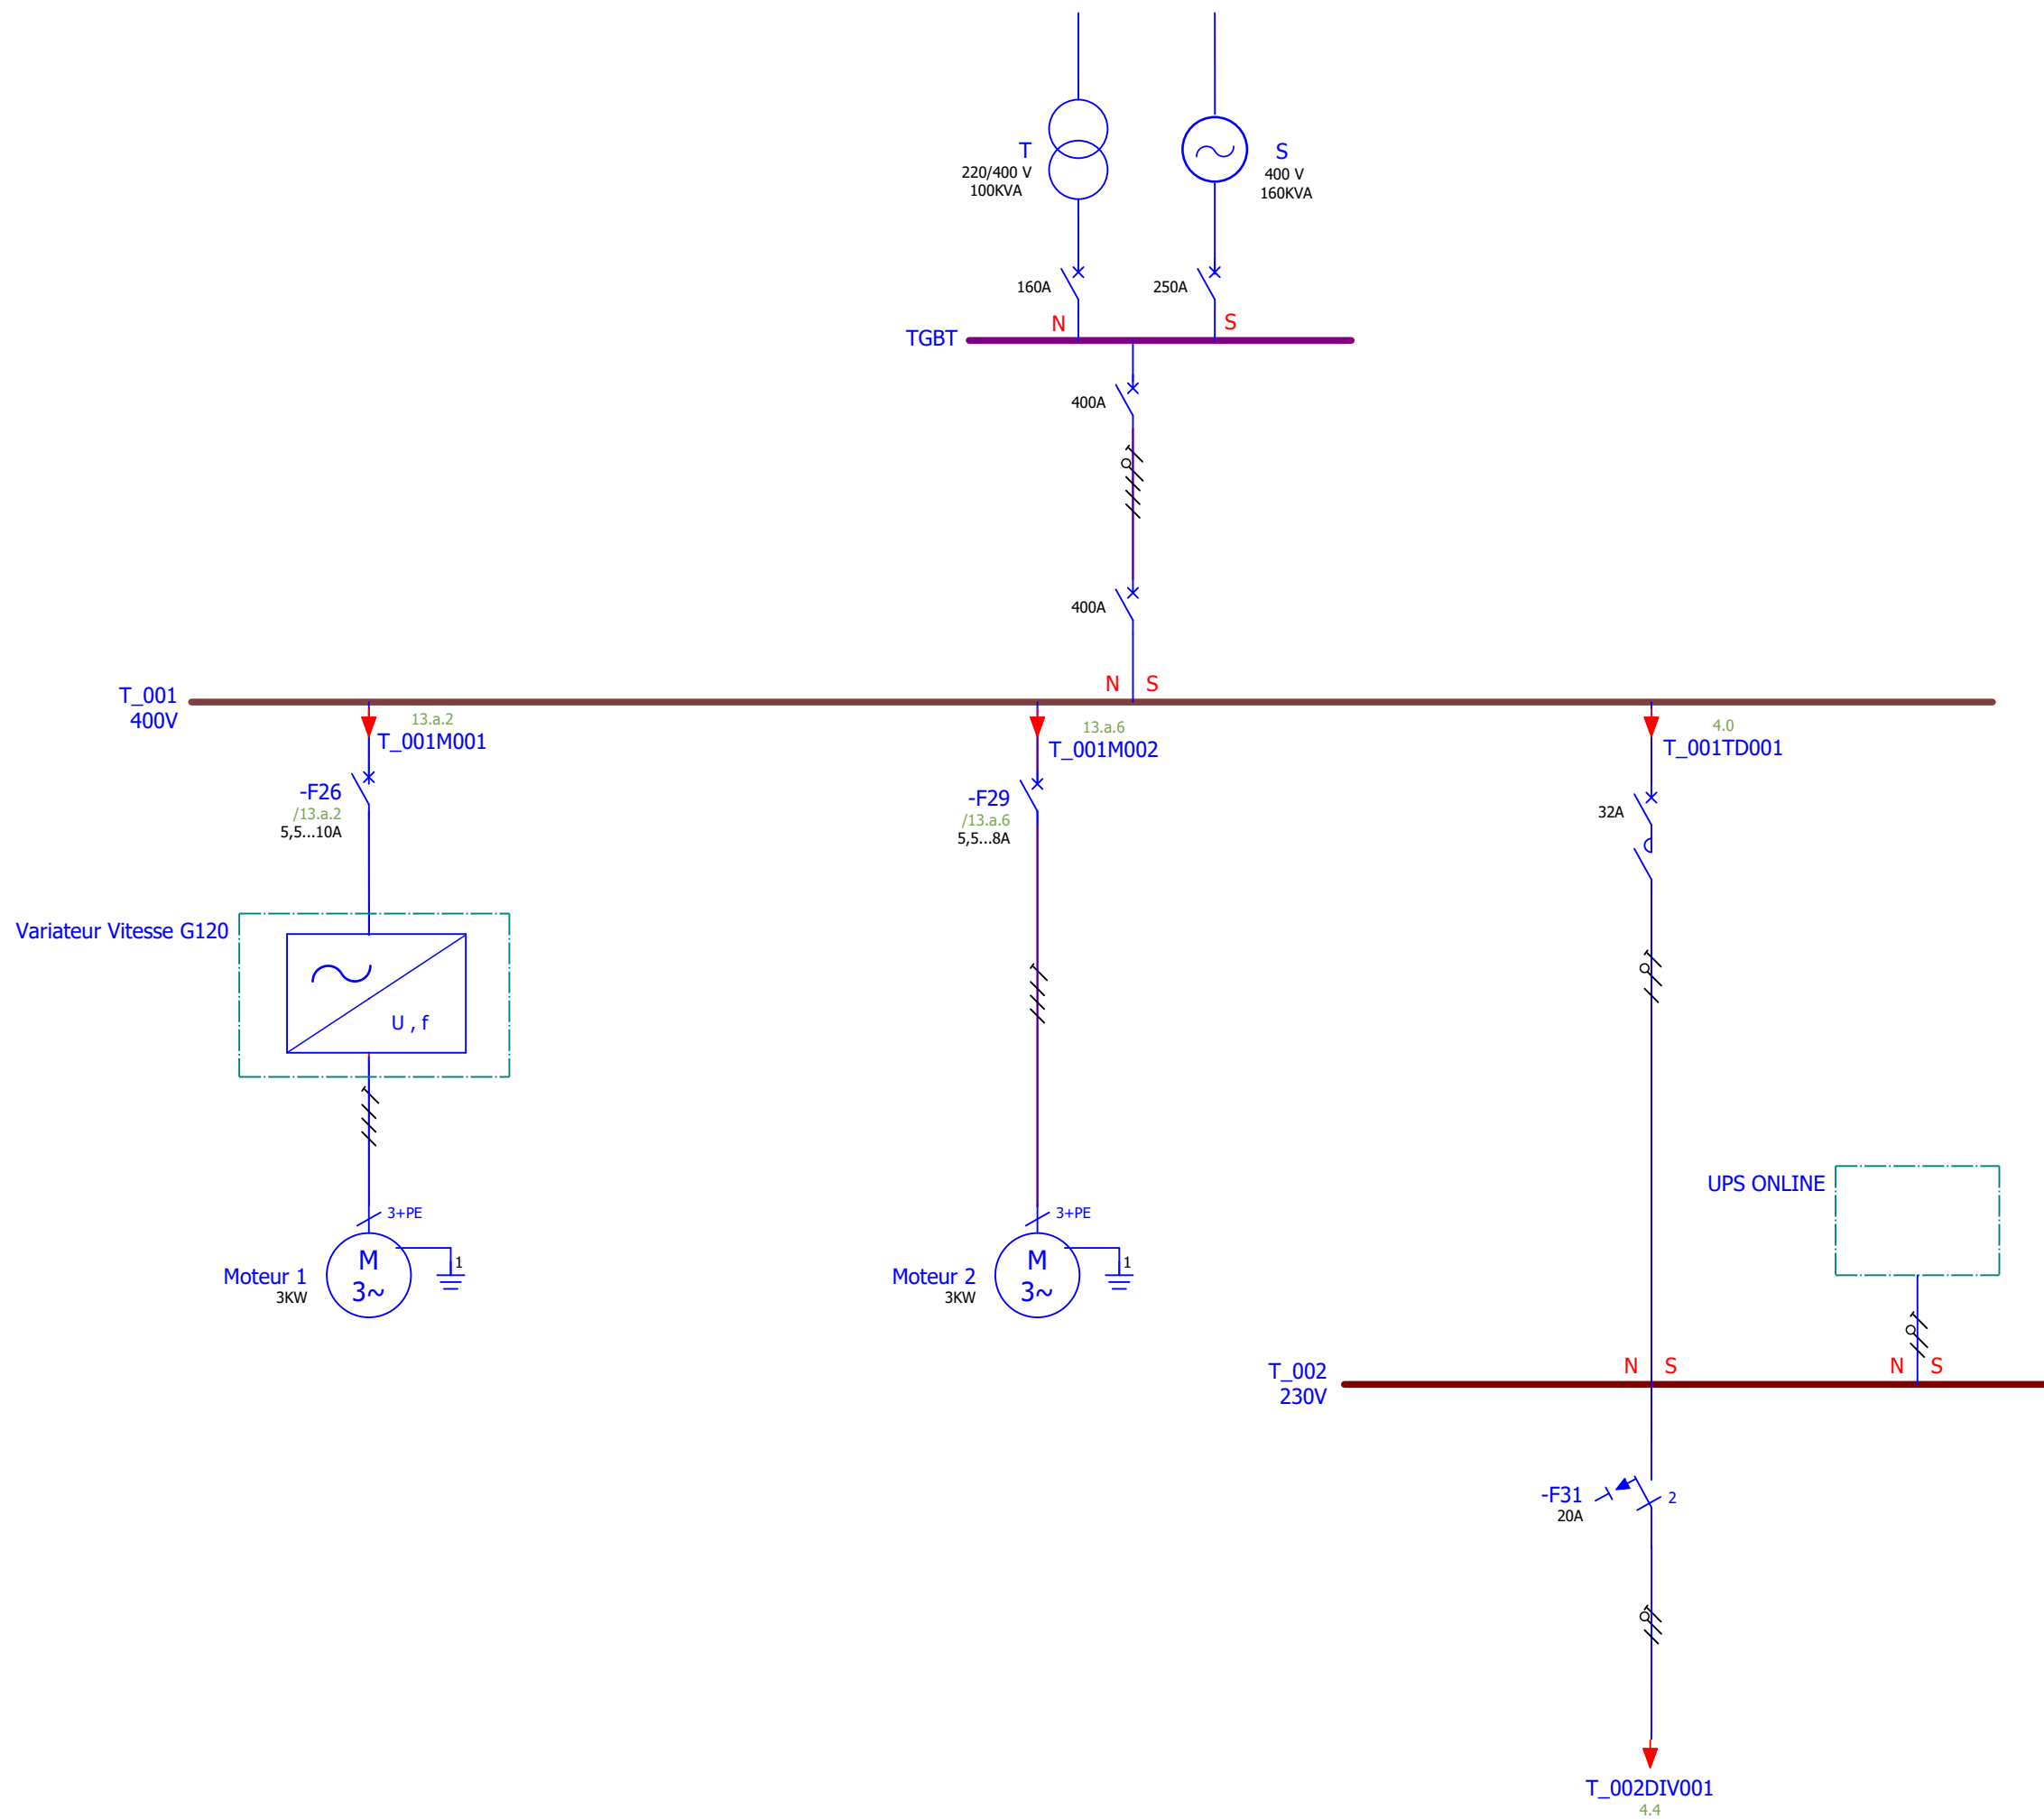 T
220/400 V
100KVA
S
400 V
160KVA
160A
250A
N
S
TGBT
400A
400A
N S
T_001
400V
13.a.2
T_001M001
13.a.6
T_001M002
4.0
T_001TD001
-F26
/13.a.2
5,5...10A
-F29
/13.a.6
5,5...8A
32A
Variateur Vitesse G120
U , f
3+PE
M
3~
1
Moteur 1
3KW
3+PE
M
3~
1
Moteur 2
3KW
UPS ONLINE
N S
N S
T_002
230V
-F31
20A
2
T_002DIV001
4.4